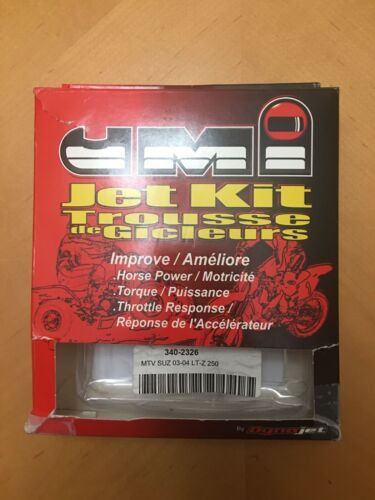 dmi
Jet Kit
Trousse
de Gicleurs
Improve / Améliore
.Horse Power / Motricité
.Torque / Puissance
.Throttle Response /
Réponse de l'Accélérateur
340-2326
MTV SUZ 03-04 LT-Z 250
By Dynojet